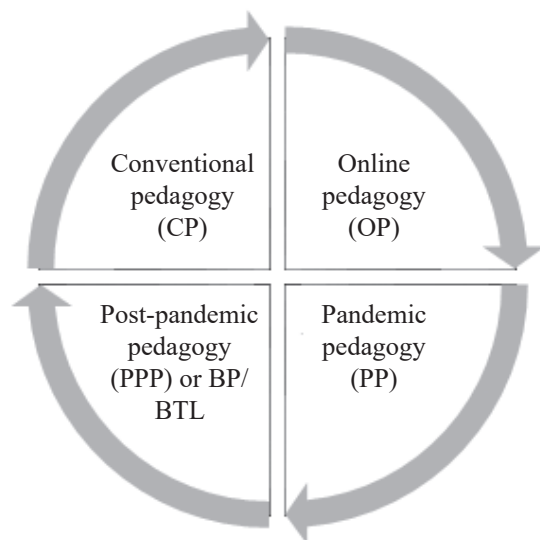 Conventional
pedagogy
(CP)
Online
pedagogy
(OP)
Post-pandemic
pedagogy
(PPP) or BP/
BTL
Pandemic
pedagogy
(PP)